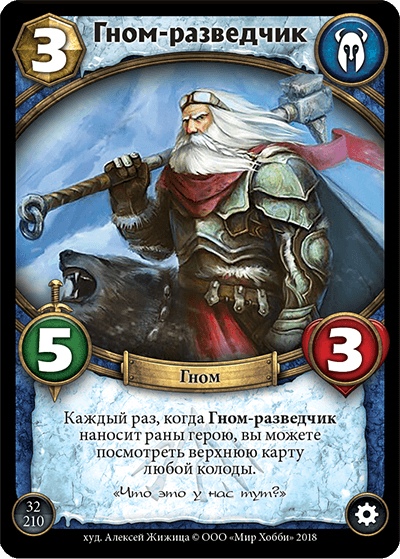 3
Гном-разведчик
5
3
Гном
Каждый раз, когда Гном-разведчик
наносит раны герою, вы можете
посмотреть верхнюю карту
любой колоды.
«Что это у нас тут?»
32
210
худ. Алексей Жижица © ООО «Мир Хобби» 2018